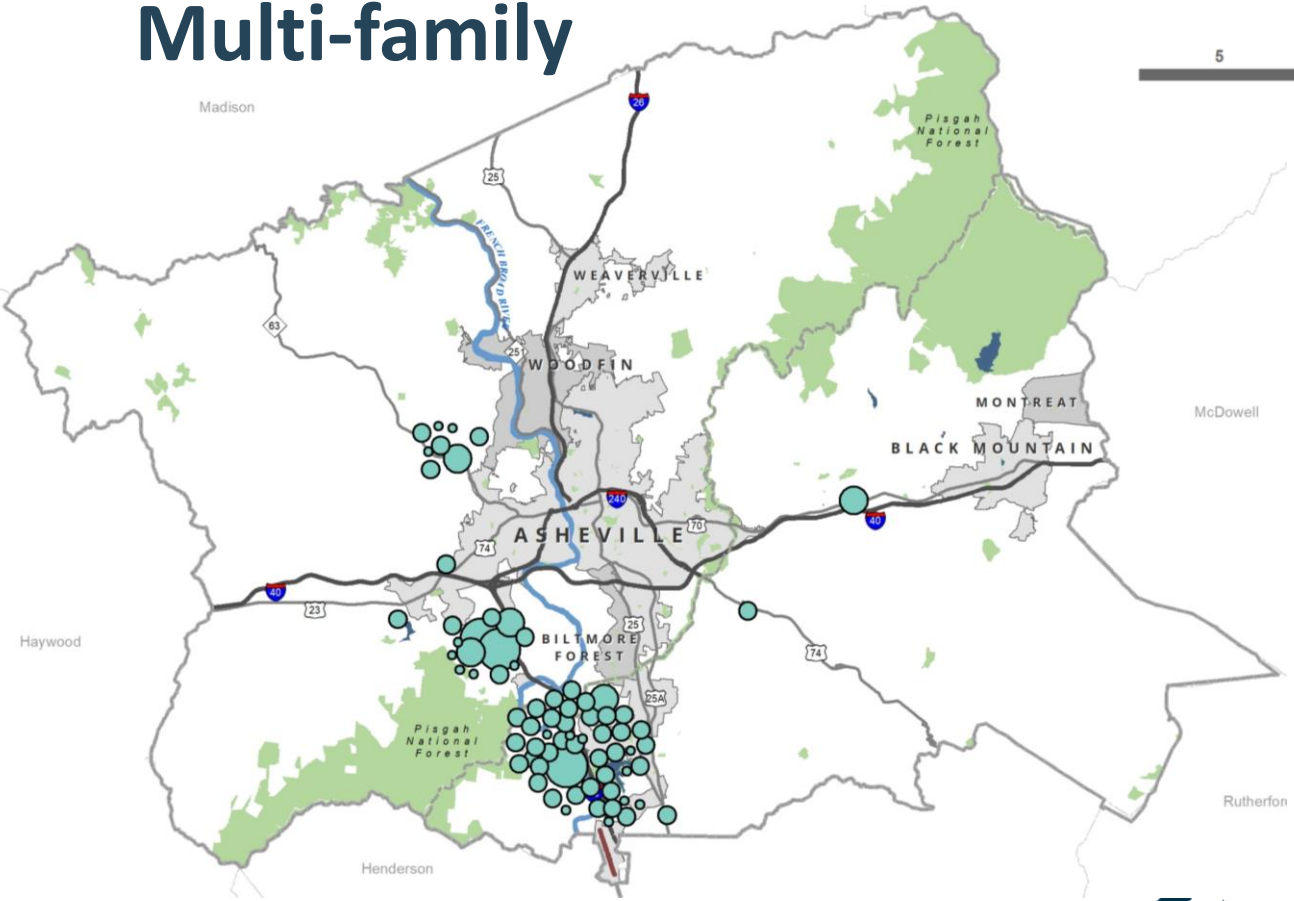 Multi-family
5
Madison
26
Pisgah
National
Forest
25
FRENCH BROAD RIVER
WEAVERVILLE
63
25
WOODFIN
MONTREAT
McDowell
BLACK MOUNTAIN
240
70
40
ASHEVILLE
74
40
23
25
Haywood
BILTMORE
FOREST
74
25A
Pisgah
National
Forest
Henderson